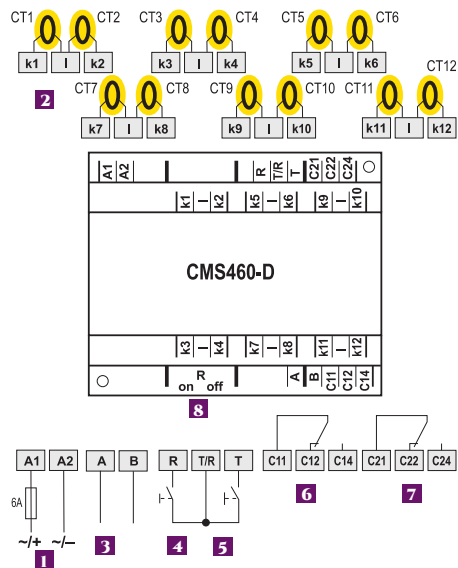 CT1 CT2 CT3 CT4 CT5 CT6
k1 l k2 k3 l k4 k5 l k6 CT12
2 CT7 CT8 CT9 CT10 CT11
k7 l k8 k9 l k10 k11 l k12
A1 A2 R T/R T C21 C22 C24
k1 l k2 k5 l k6 k9 l k10
CMS460-D
k3 l k4 k7 l k8 k11 l k12
R on off A B C11 C12 C14
8
A1 A2 A B R T/R T C11 C12 C14 C21 C22 C24
6A 6 7
~/+ ~/–
1 3 4 5